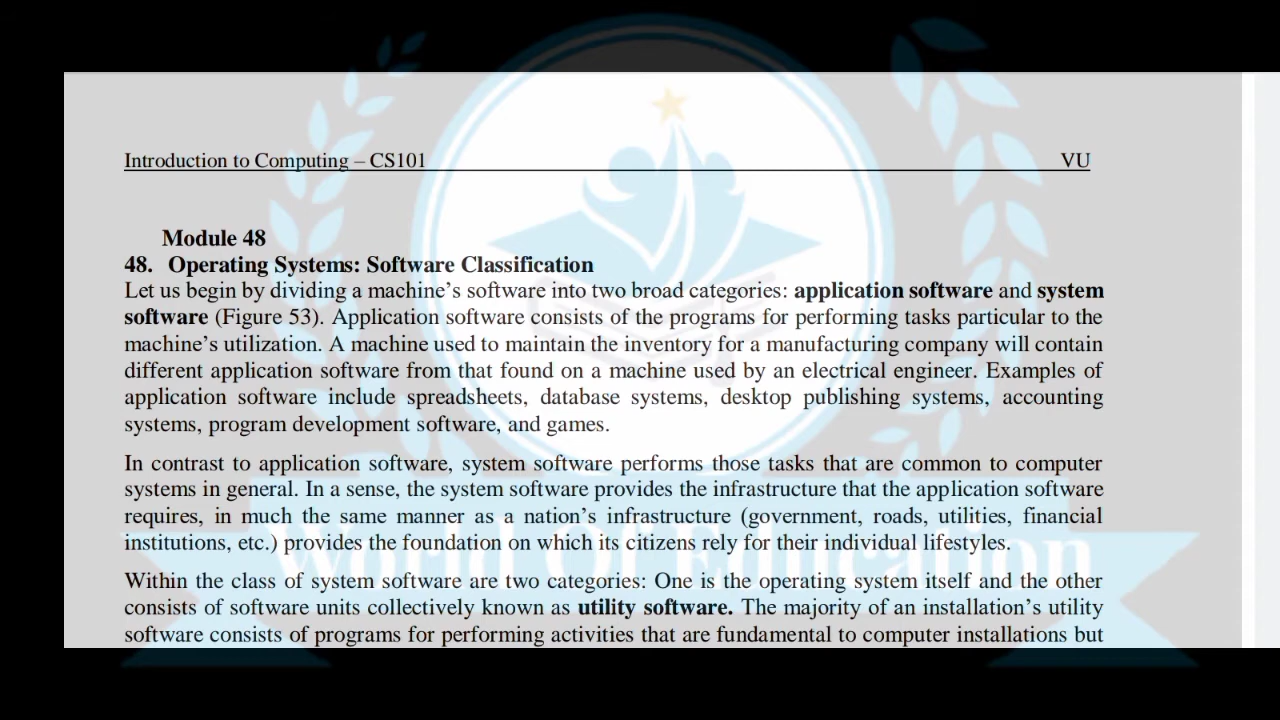 Introduction to Computing – CS101 VU
Module 48
48. Operating Systems: Software Classification
Let us begin by dividing a machine’s software into two broad categories: application software and system
software (Figure 53). Application software consists of the programs for performing tasks particular to the
machine’s utilization. A machine used to maintain the inventory for a manufacturing company will contain
different application software from that found on a machine used by an electrical engineer. Examples of
application software include spreadsheets, database systems, desktop publishing systems, accounting
systems, program development software, and games.
In contrast to application software, system software performs those tasks that are common to computer
systems in general. In a sense, the system software provides the infrastructure that the application software
requires, in much the same manner as a nation’s infrastructure (government, roads, utilities, financial
institutions, etc.) provides the foundation on which its citizens rely for their individual lifestyles.
World Of Education
Within the class of system software are two categories: One is the operating system itself and the other
consists of software units collectively known as utility software. The majority of an installation’s utility
software consists of programs for performing activities that are fundamental to computer installations but